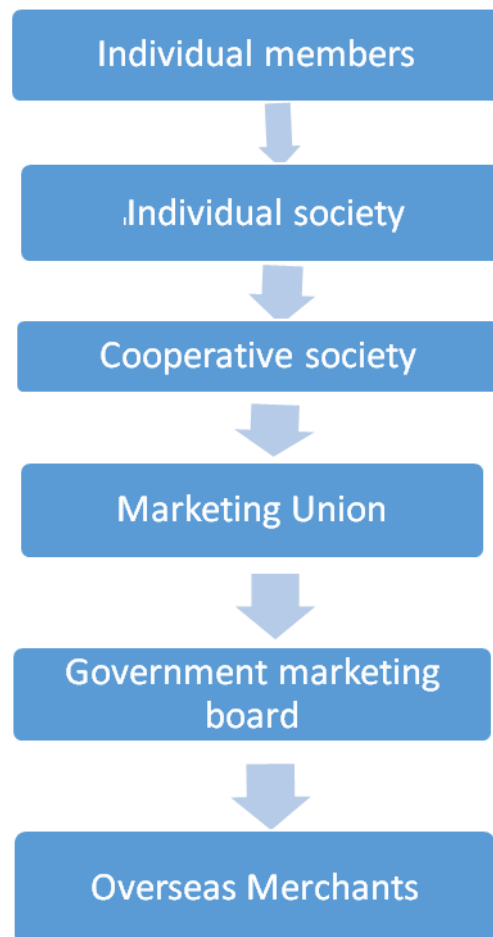 Individual members
Individual society
Cooperative society
Marketing Union
Government marketing
board
Overseas Merchants